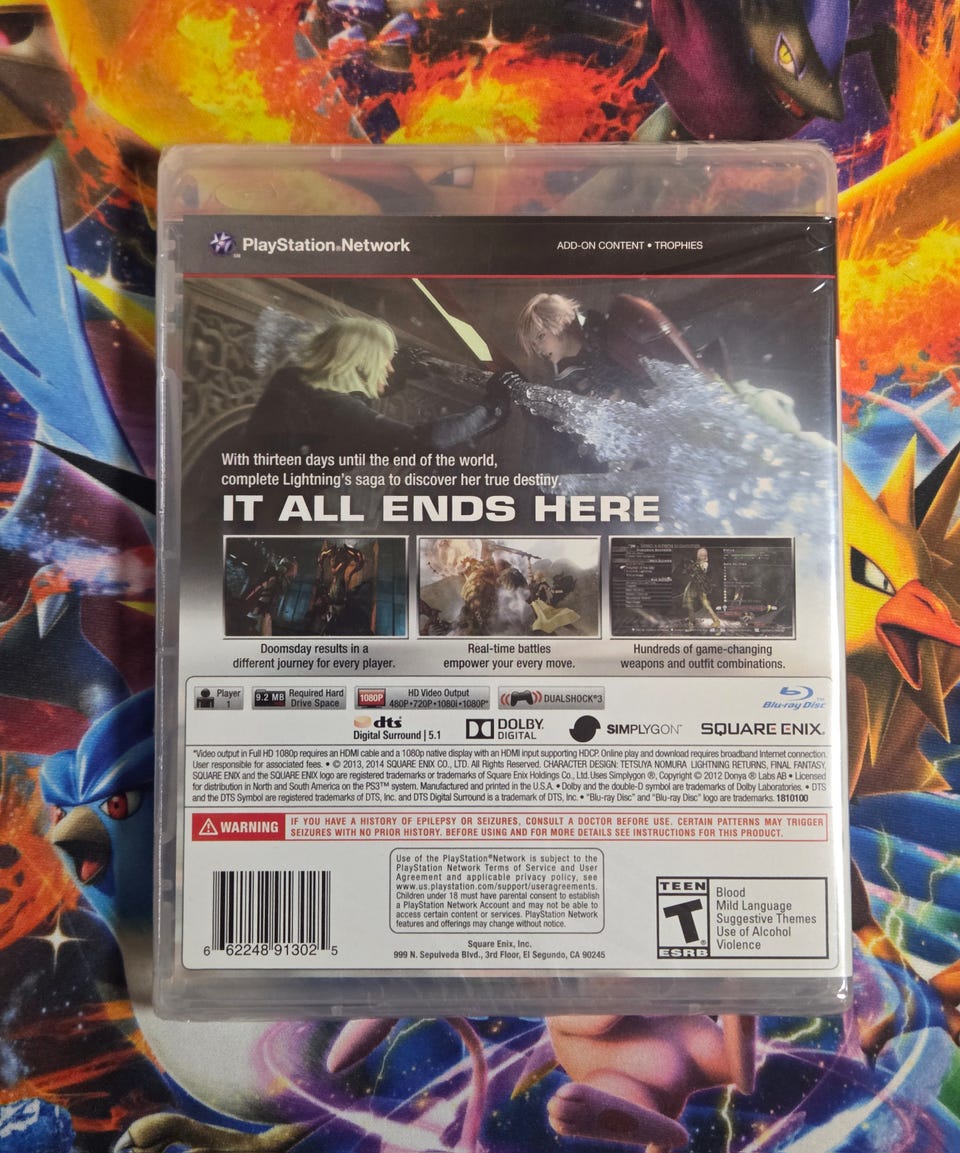 PlayStation®Network
SM
ADD-ON CONTENT • TROPHIES
With thirteen days until the end of the world,
complete Lightning's saga to discover her true destiny.
IT ALL ENDS HERE
Doomsday results in a
different journey for every player.
Real-time battles
empower your every move.
Hundreds of game-changing
weapons and outfit combinations.
Player
1
9.2 MB
Required Hard
Drive Space
1080P
HD Video Output
480P•720P•1080i•1080P*
DUALSHOCK®3
Blu-ray Disc
dts
Digital Surround | 5.1
DOLBY
DIGITAL
SIMPLYGON™
SQUARE ENIX®
*Video output in Full HD 1080p requires an HDMI cable and a 1080p native display with an HDMI input supporting HDCP. Online play and download requires broadband Internet connection.
User responsible for associated fees. • © 2013, 2014 SQUARE ENIX CO., LTD. All Rights Reserved. CHARACTER DESIGN: TETSUYA NOMURA LIGHTNING RETURNS, FINAL FANTASY,
SQUARE ENIX and the SQUARE ENIX logo are registered trademarks or trademarks of Square Enix Holdings Co., Ltd. Uses Simplygon ®, Copyright © 2012 Donya ® Labs AB • Licensed
for distribution in North and South America on the PS3™ system. Manufactured and printed in the U.S.A. • Dolby and the double-D symbol are trademarks of Dolby Laboratories. • DTS
and the DTS Symbol are registered trademarks of DTS, Inc. and DTS Digital Surround is a trademark of DTS, Inc. • "Blu-ray Disc" and "Blu-ray Disc" logo are trademarks. 1810100
WARNING
IF YOU HAVE A HISTORY OF EPILEPSY OR SEIZURES, CONSULT A DOCTOR BEFORE USE. CERTAIN PATTERNS MAY TRIGGER
SEIZURES WITH NO PRIOR HISTORY. BEFORE USING AND FOR MORE DETAILS SEE INSTRUCTIONS FOR THIS PRODUCT.
6 62248 91302 5
Use of the PlayStation®Network is subject to the
PlayStation Network Terms of Service and User
Agreement and applicable privacy policy, see
www.us.playstation.com/support/useragreements.
Children under 18 must have parental consent to establish
a PlayStation Network Account and may not be able to
access certain content or services. PlayStation Network
features and offerings may change without notice.
Square Enix, Inc.
999 N. Sepulveda Blvd., 3rd Floor, El Segundo, CA 90245
TEEN
T
®
ESRB
Blood
Mild Language
Suggestive Themes
Use of Alcohol
Violence